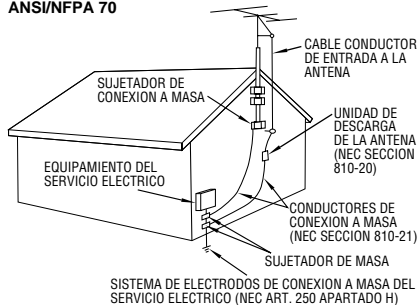 ANSI/NFPA 70
CABLE CONDUCTOR
DE ENTRADA A LA
ANTENA
SUJETADOR DE
CONEXION A MASA
UNIDAD DE
DESCARGA
DE LA ANTENA
(NEC SECCION
810-20)
EQUIPAMIENTO DEL
SERVICIO ELECTRICO
CONDUCTORES DE
CONEXION A MASA
(NEC SECCION 810-21)
SUJETADOR DE MASA
SISTEMA DE ELECTRODOS DE CONEXION A MASA DEL
SERVICIO ELECTRICO (NEC ART. 250 APARTADO H)